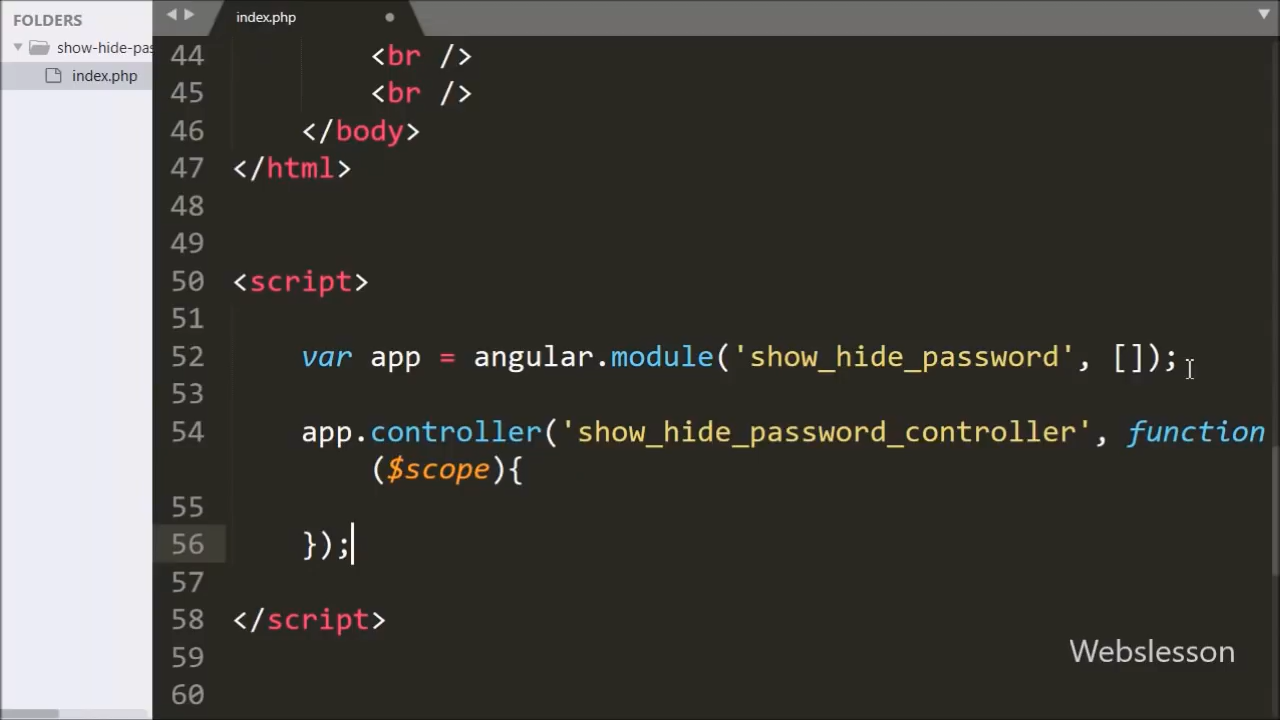 FOLDERS
show-hide-pas
index.php
index.php
44 <br />
45 <br />
46 </body>
47 </html>
48
49
50 <script>
51
52 var app = angular.module('show_hide_password', []);
53
54 app.controller('show_hide_password_controller', function
($scope){
55
56 });
57
58 </script>
59
60
Webslesson